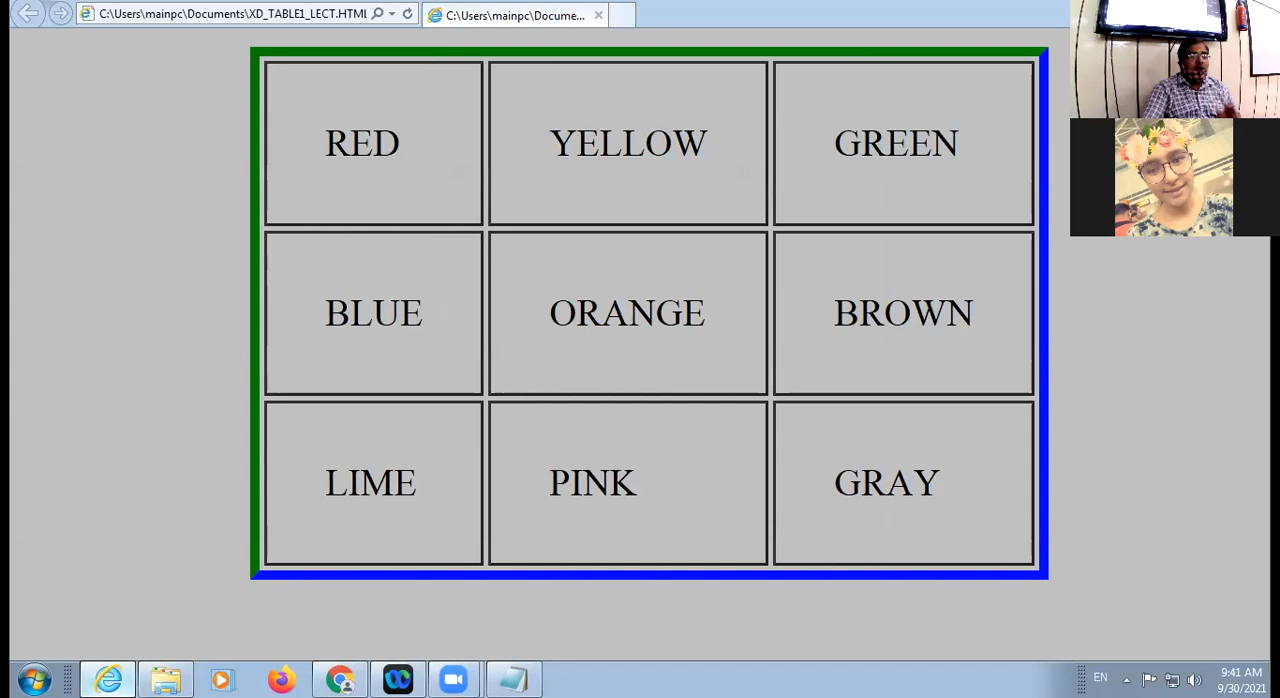 C:\Users\mainpc\Documents\XD_TABLE1_LECT.HTML
C:\Users\mainpc\Docume...
RED YELLOW GREEN
BLUE ORANGE BROWN
LIME PINK GRAY
EN
9:41 AM
9/30/2021